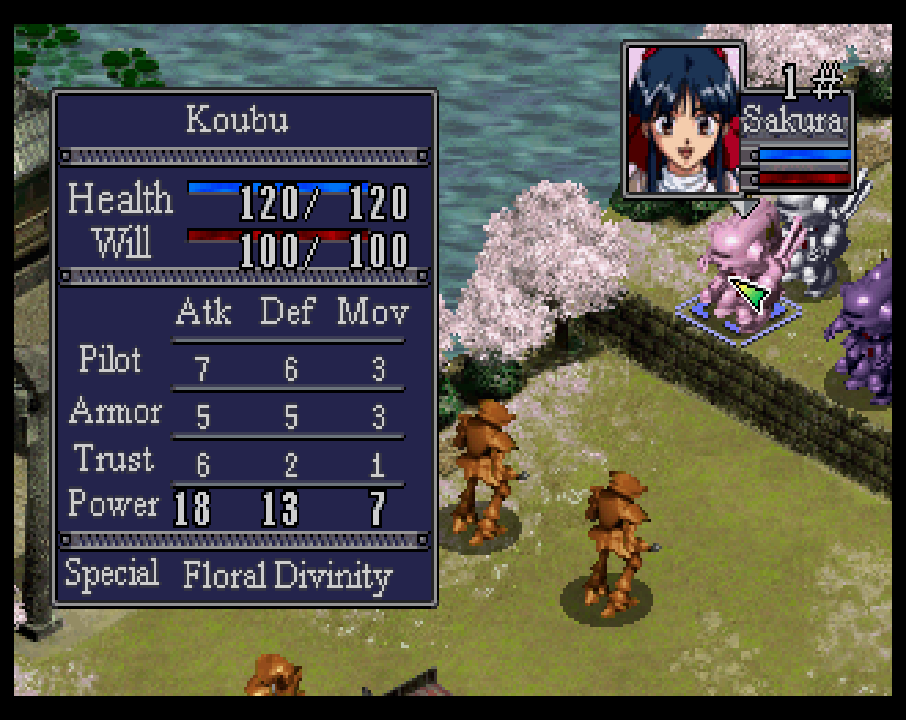 Koubu
1 #
Sakura
Health 120/ 120
Will 100/ 100
Atk Def Mov
Pilot 7 6 3
Armor 5 5 3
Trust 6 2 1
Power 18 13 7
Special Floral Divinity